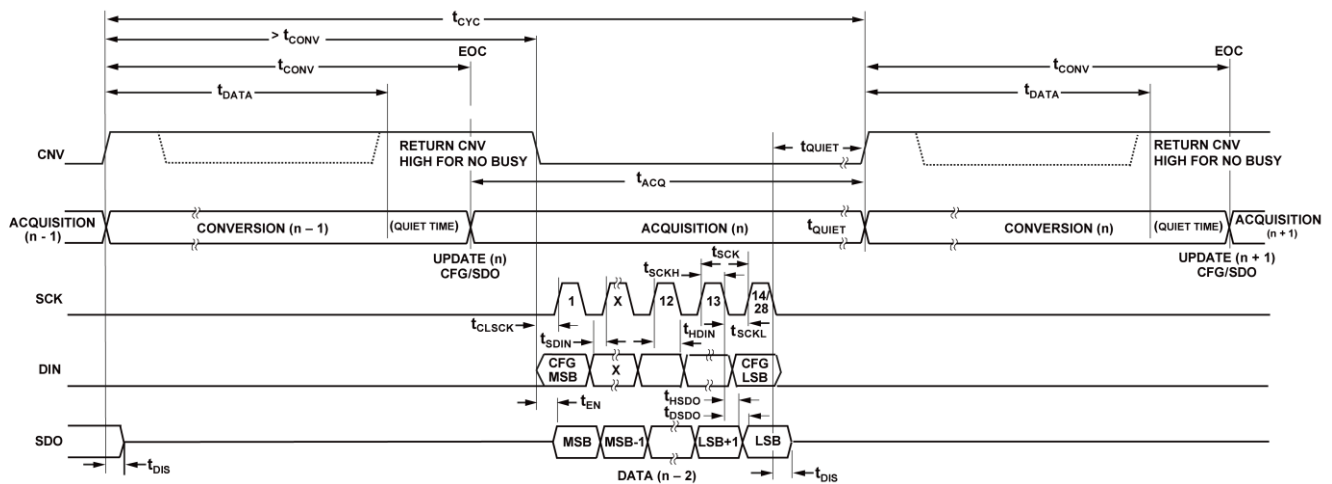 tCYC
> tCONV
EOC
EOC
tCONV
tCONV
tDATA
tDATA
CNV
RETURN CNV
HIGH FOR NO BUSY
tQUIET
RETURN CNV
HIGH FOR NO BUSY
tACQ
ACQUISITION
(n - 1)
CONVERSION (n – 1)
(QUIET TIME)
ACQUISITION (n)
tQUIET
CONVERSION (n)
(QUIET TIME)
ACQUISITION
(n + 1)
UPDATE (n)
CFG/SDO
UPDATE (n + 1)
CFG/SDO
tSCK
tSCKH
SCK
1
X
12
13
14/
28
tCLSCK
tSDIN
tHDIN
tSCKL
DIN
CFG
MSB
X
CFG
LSB
tEN
tHSDO
tDSDO
SDO
MSB
MSB-1
LSB+1
LSB
tDIS
DATA (n – 2)
tDIS